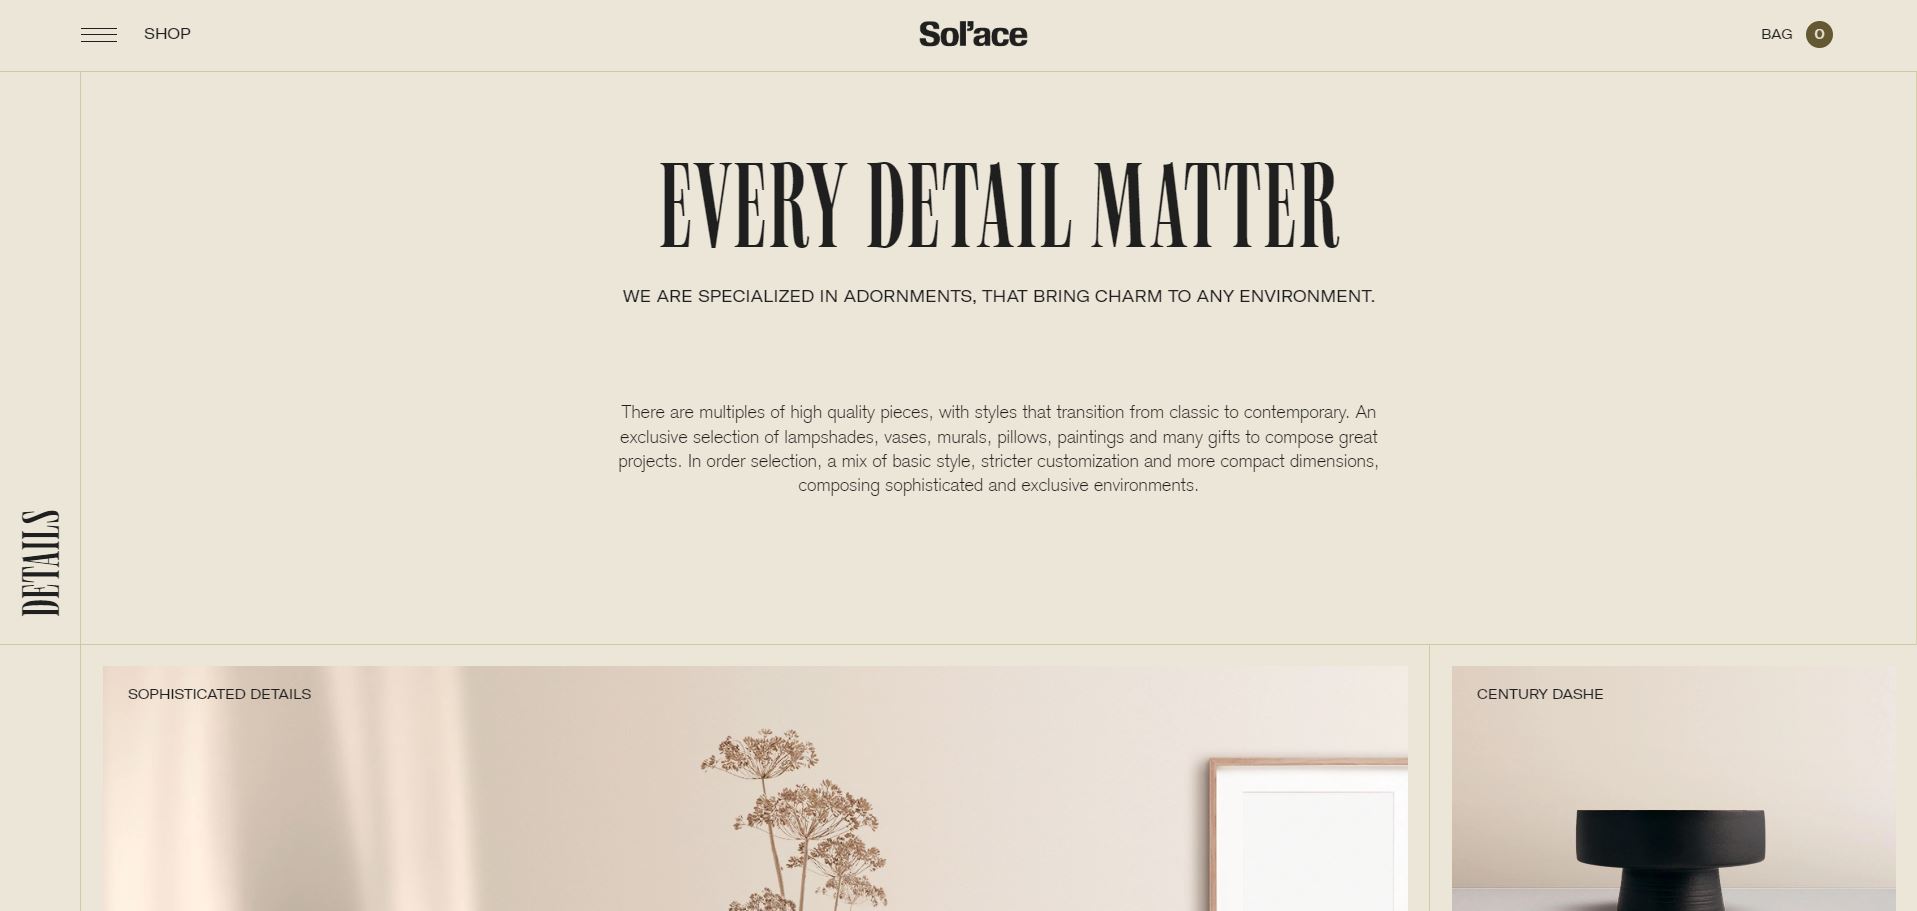 SHOP
Sol'ace
BAG 0
EVERY DETAIL MATTER
WE ARE SPECIALIZED IN ADORNMENTS, THAT BRING CHARM TO ANY ENVIRONMENT.
There are multiples of high quality pieces, with styles that transition from classic to contemporary. An
exclusive selection of lampshades, vases, murals, pillows, paintings and many gifts to compose great
projects. In order selection, a mix of basic style, stricter customization and more compact dimensions,
composing sophisticated and exclusive environments.
DETAILS
SOPHISTICATED DETAILS
CENTURY DASHE